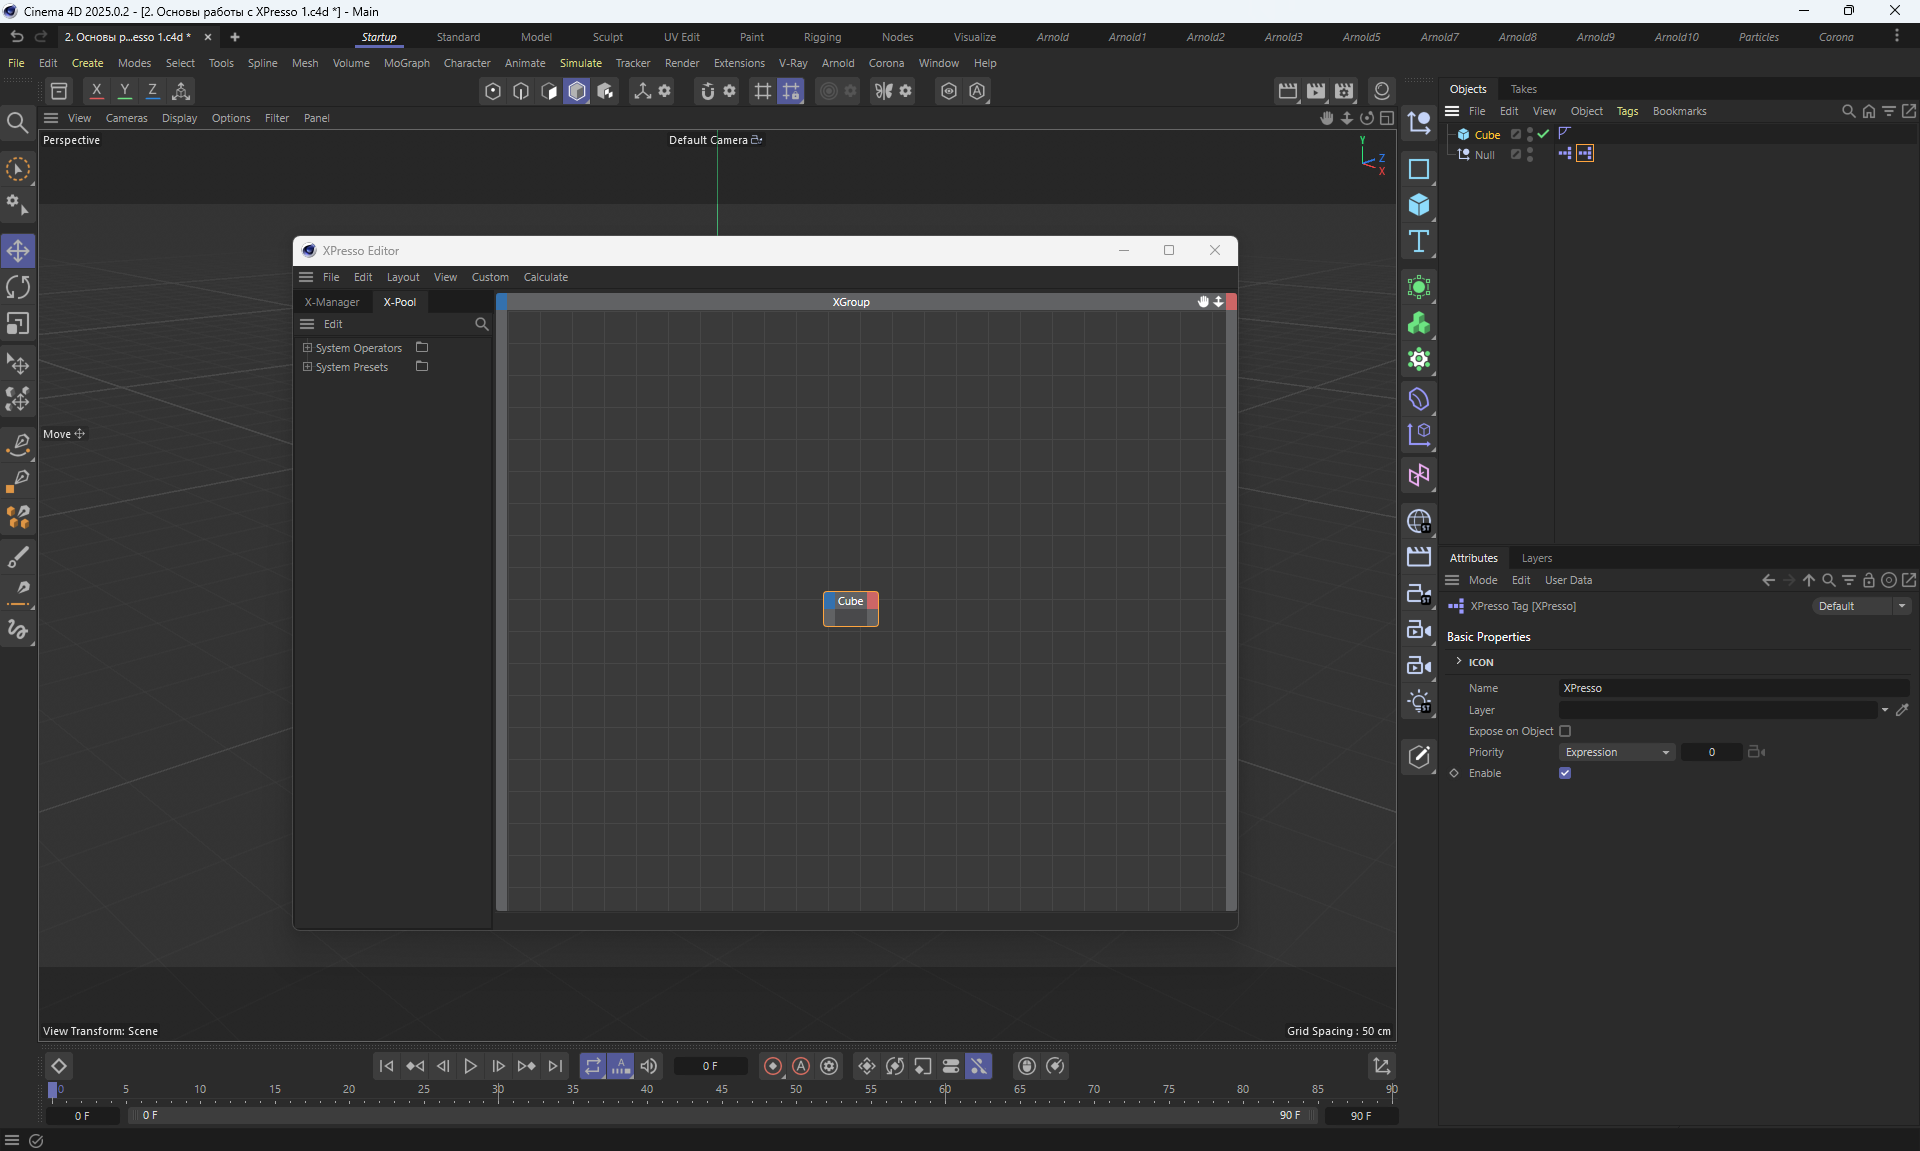 Cinema 4D 2025.0.2 - [2. Основы работы с XPresso 1.c4d *] - Main
2. Основы р...esso 1.c4d *
Startup Standard Model Sculpt UV Edit Paint Rigging Nodes Visualize Arnold Arnold1 Arnold2 Arnold3 Arnold5 Arnold7 Arnold8 Arnold9 Arnold10 Particles Corona
File Edit Create Modes Select Tools Spline Mesh Volume MoGraph Character Animate Simulate Tracker Render Extensions V-Ray Arnold Corona Window Help
X Y Z
View Cameras Display Options Filter Panel
Perspective
Default Camera
Y
Z
X
Move
XPresso Editor
File Edit Layout View Custom Calculate
X-Manager X-Pool
Edit
System Operators
System Presets
XGroup
Cube
View Transform: Scene
Grid Spacing : 50 cm
Objects Takes
File Edit View Object Tags Bookmarks
Cube
Null
Attributes Layers
Mode Edit User Data
XPresso Tag [XPresso]
Default
Basic Properties
ICON
Name XPresso
Layer
Expose on Object
Priority Expression 0
Enable
0 F
0 5 10 15 20 25 30 35 40 45 50 55 60 65 70 75 80 85 90
0 F 0 F 90 F 90 F